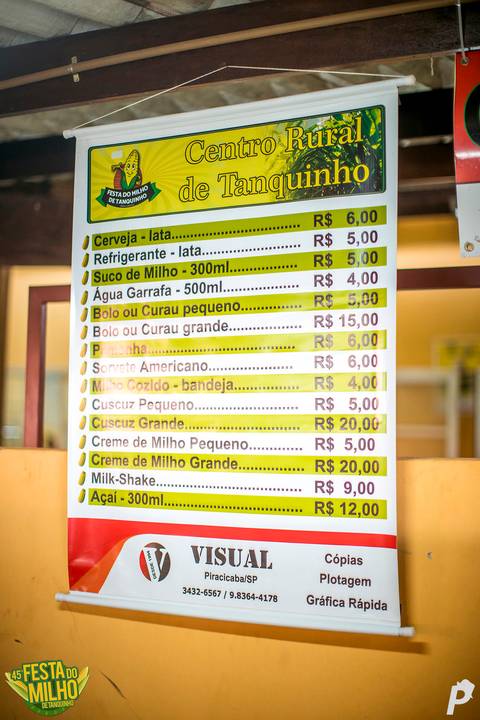 Centro Rural
de Tanquinho
FESTA DO MILHO
DE TANQUINHO
Cerveja - lata.............................. R$ 6,00
Refrigerante - lata....................... R$ 5,00
Suco de Milho - 300ml................ R$ 5,00
Água Garrafa - 500ml................. R$ 4,00
Bolo ou Curau pequeno.............. R$ 5,00
Bolo ou Curau grande................. R$ 15,00
Pamonha..................................... R$ 6,00
Sorvete Americano..................... R$ 6,00
Milho Cozido - bandeja............... R$ 4,00
Cuscuz Pequeno......................... R$ 5,00
Cuscuz Grande........................... R$ 20,00
Creme de Milho Pequeno............ R$ 5,00
Creme de Milho Grande.............. R$ 20,00
Milk-Shake.................................. R$ 9,00
Açaí - 300ml................................ R$ 12,00
VISUAL
Piracicaba/SP
3432-6567 / 9.8364-4178
Cópias
Plotagem
Gráfica Rápida
45 FESTA DO
MILHO
DE TANQUINHO
P